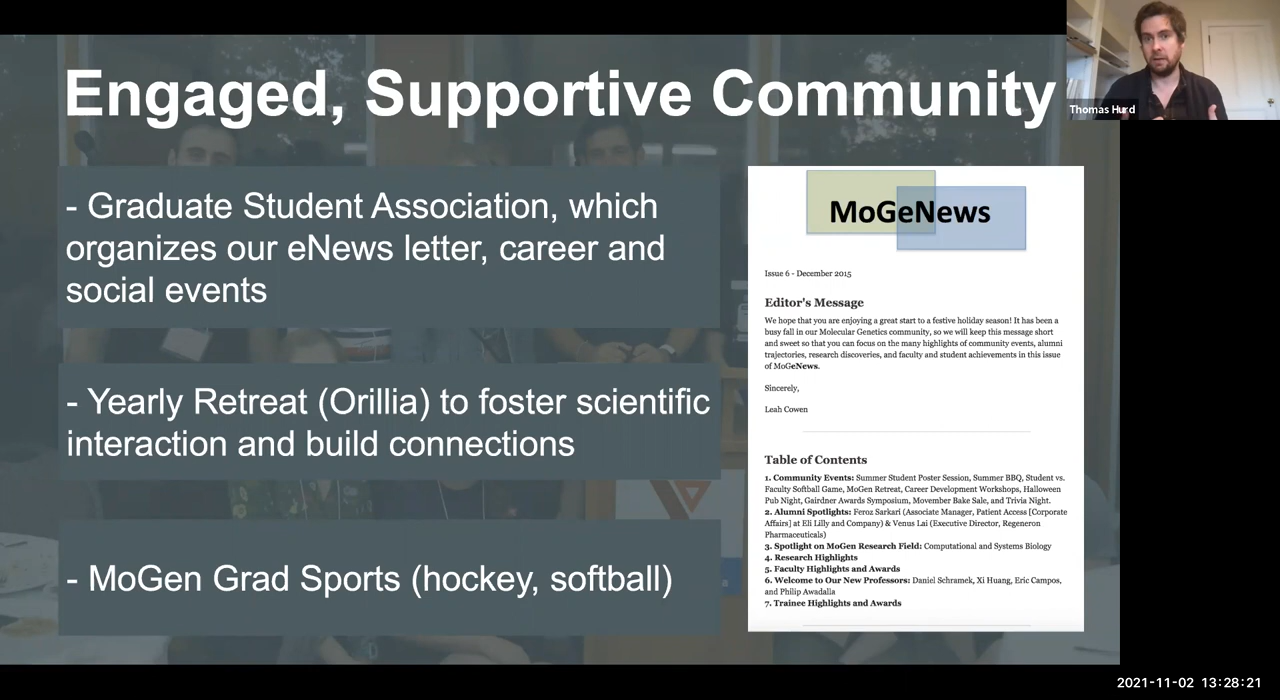 Engaged, Supportive Community
Thomas Hurd
- Graduate Student Association, which
organizes our eNews letter, career and
social events
- Yearly Retreat (Orillia) to foster scientific
interaction and build connections
- MoGen Grad Sports (hockey, softball)
MoGeNews
Issue 6 - December 2015
Editor's Message
We hope that you are enjoying a great start to a festive holiday season! It has been a
busy fall in our Molecular Genetics community, so we will keep this message short
and sweet so that you can focus on the many highlights of community events, alumni
trajectories, research discoveries, and faculty and student achievements in this issue
of MoGeNews.
Sincerely,
Leah Cowen
Table of Contents
1. Community Events: Summer Student Poster Session, Summer BBQ, Student vs.
Faculty Softball Game, MoGen Retreat, Career Development Workshops, Halloween
Pub Night, Gairdner Awards Symposium, Movember Bake Sale, and Trivia Night.
2. Alumni Spotlights: Feroz Sarkari (Associate Manager, Patient Access [Corporate
Affairs] at Eli Lilly and Company) & Venus Lai (Executive Director, Regeneron
Pharmaceuticals)
3. Spotlight on MoGen Research Field: Computational and Systems Biology
4. Research Highlights
5. Faculty Highlights and Awards
6. Welcome to Our New Professors: Daniel Schramek, Xi Huang, Eric Campos,
and Philip Awadalla
7. Trainee Highlights and Awards
2021-11-02 13:28:21